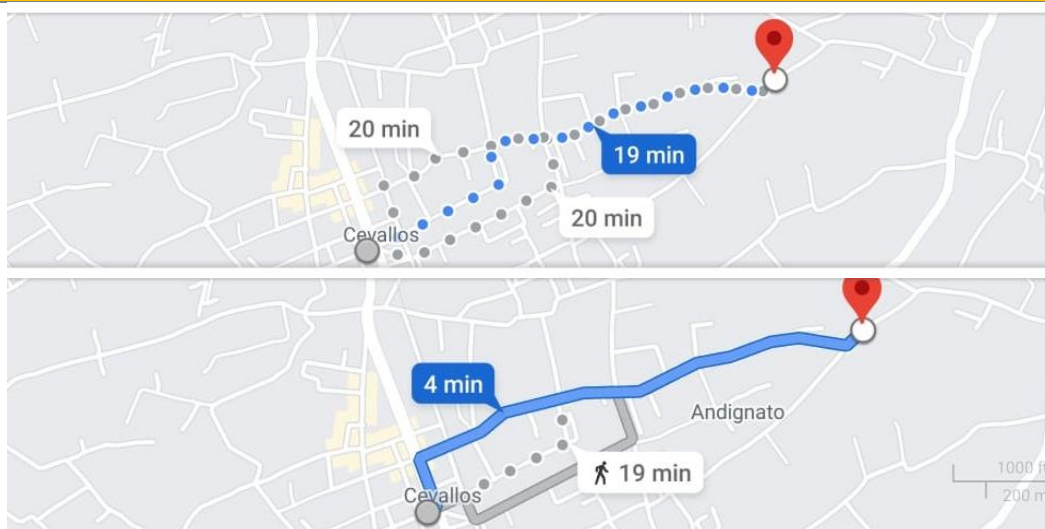 20 min
19 min
20 min
Cevallos
4 min
Andignato
19 min
1000 ft
200 m
Cevallos